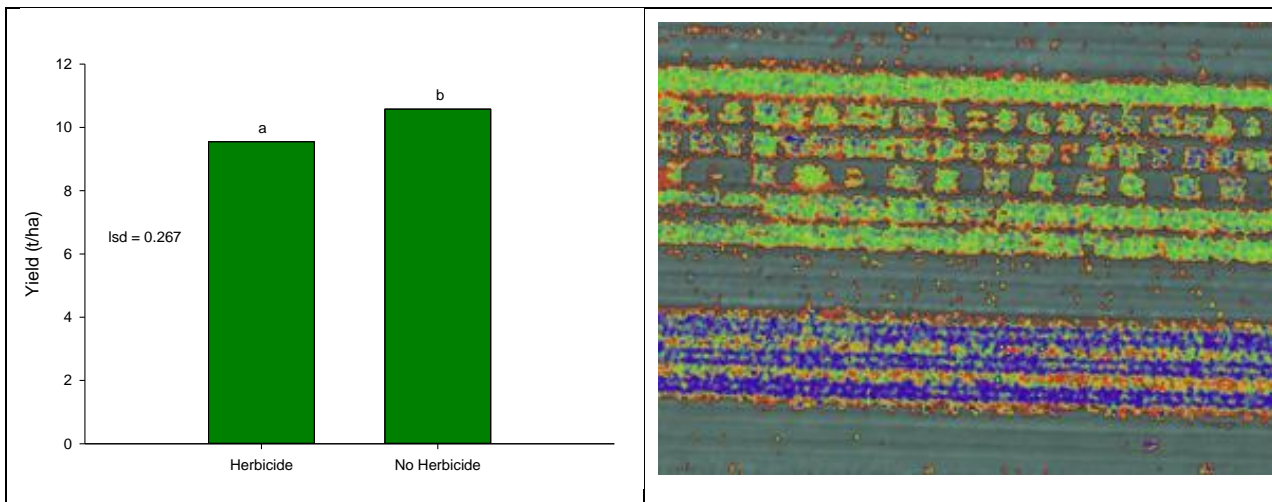 12
10
8
6
4
2
0
Yield (t/ha)
a
b
lsd = 0.267
Herbicide
No Herbicide